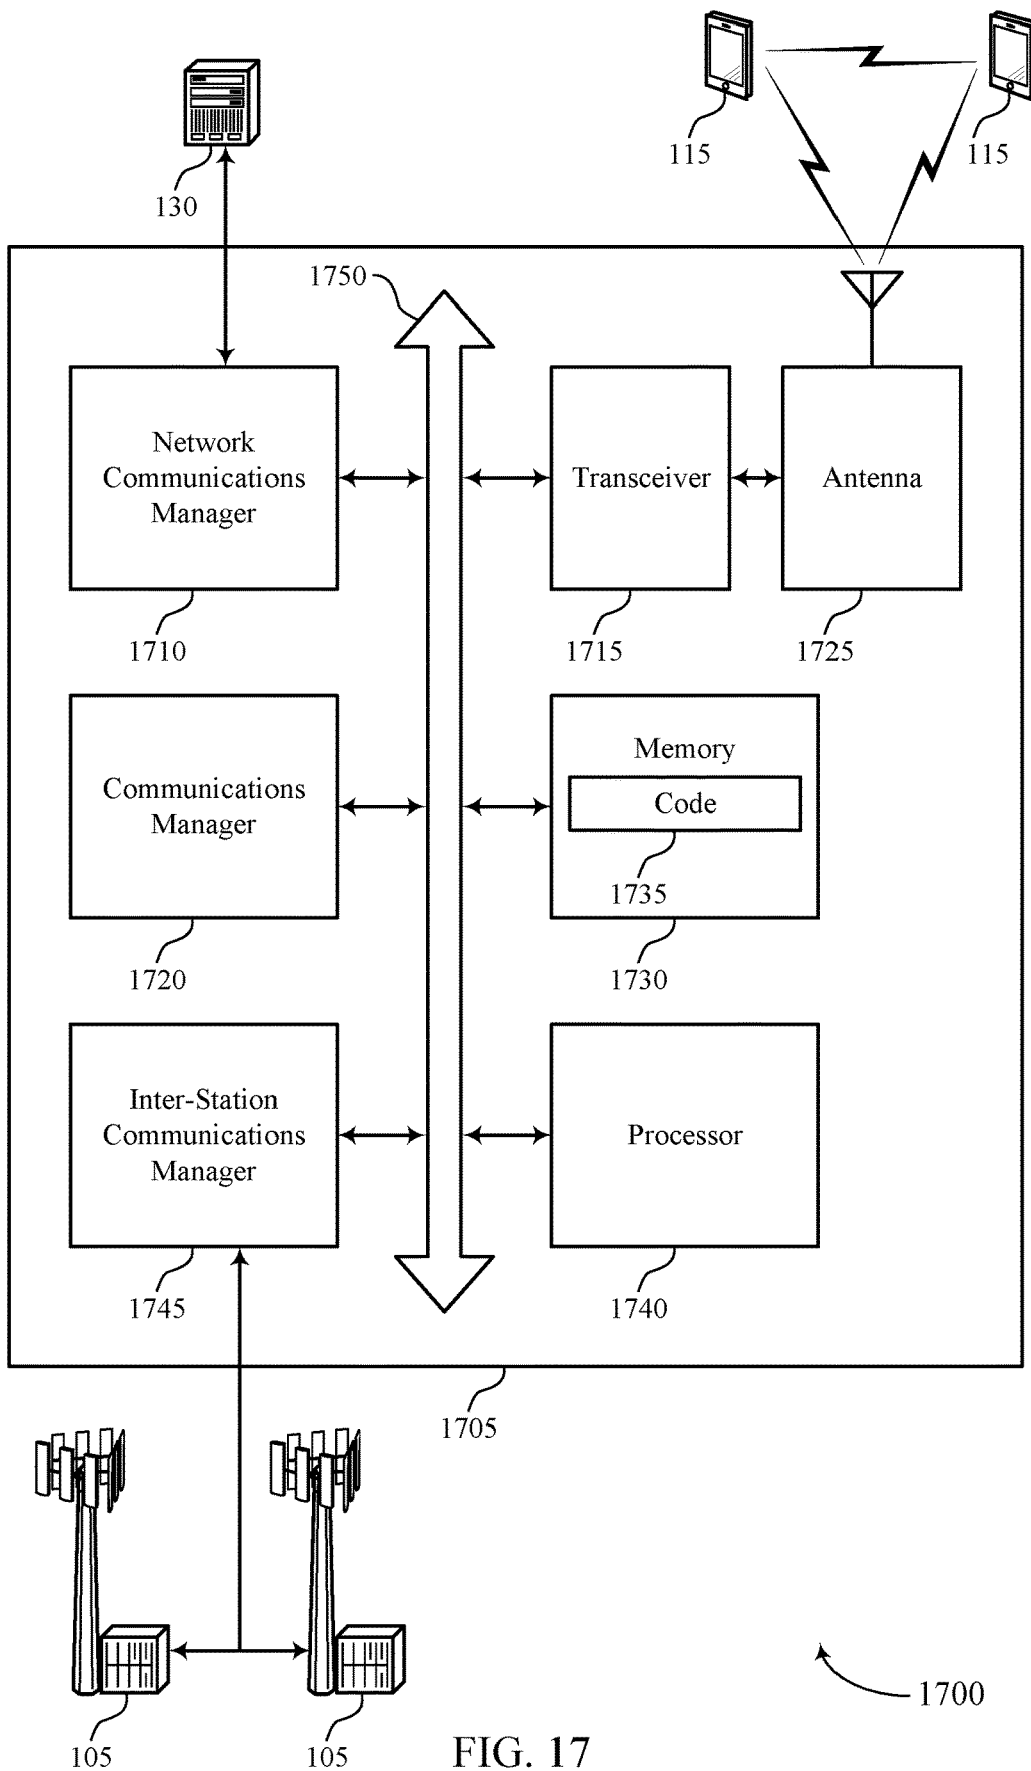 115
115
130
1750
Network
Communications
Manager
Transceiver
Antenna
1710
1715
1725
Communications
Manager
Memory
Code
1735
1720
1730
Inter-Station
Communications
Manager
Processor
1745
1740
1705
1700
105
105
FIG. 17